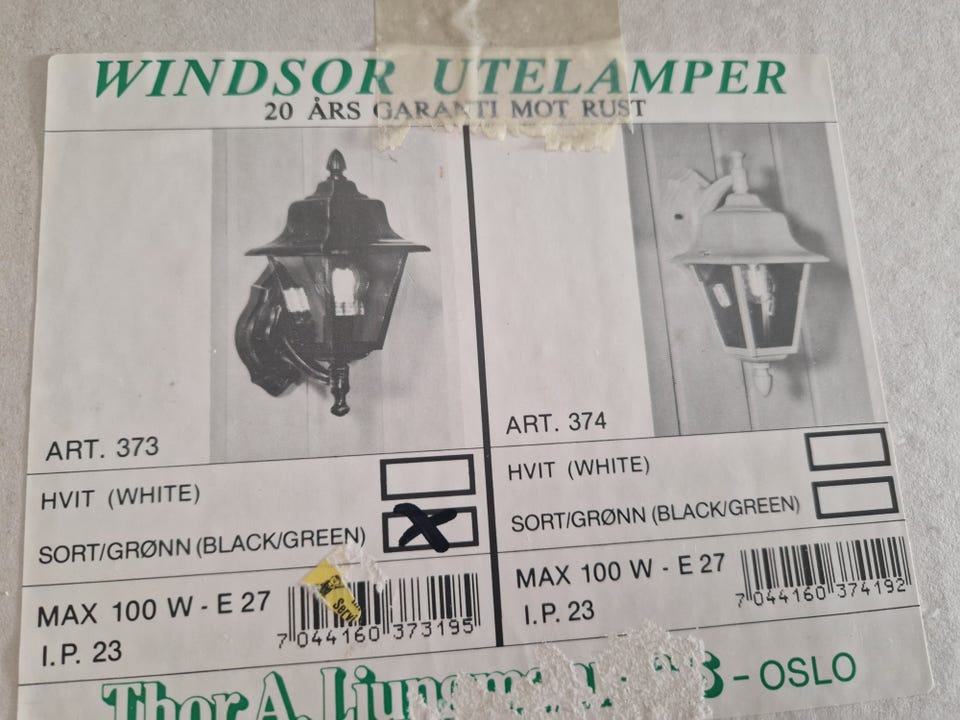 WINDSOR UTELAMPER
20 ÅRS GARANTI MOT RUST
ART. 373
HVIT (WHITE)
SORT/GRØNN (BLACK/GREEN)
X
MAX 100 W - E 27
I.P. 23
Servi
7 044160 373195
ART. 374
HVIT (WHITE)
SORT/GRØNN (BLACK/GREEN)
MAX 100 W - E 27
I.P. 23
7 044160 374192
Thor A. - OSLO